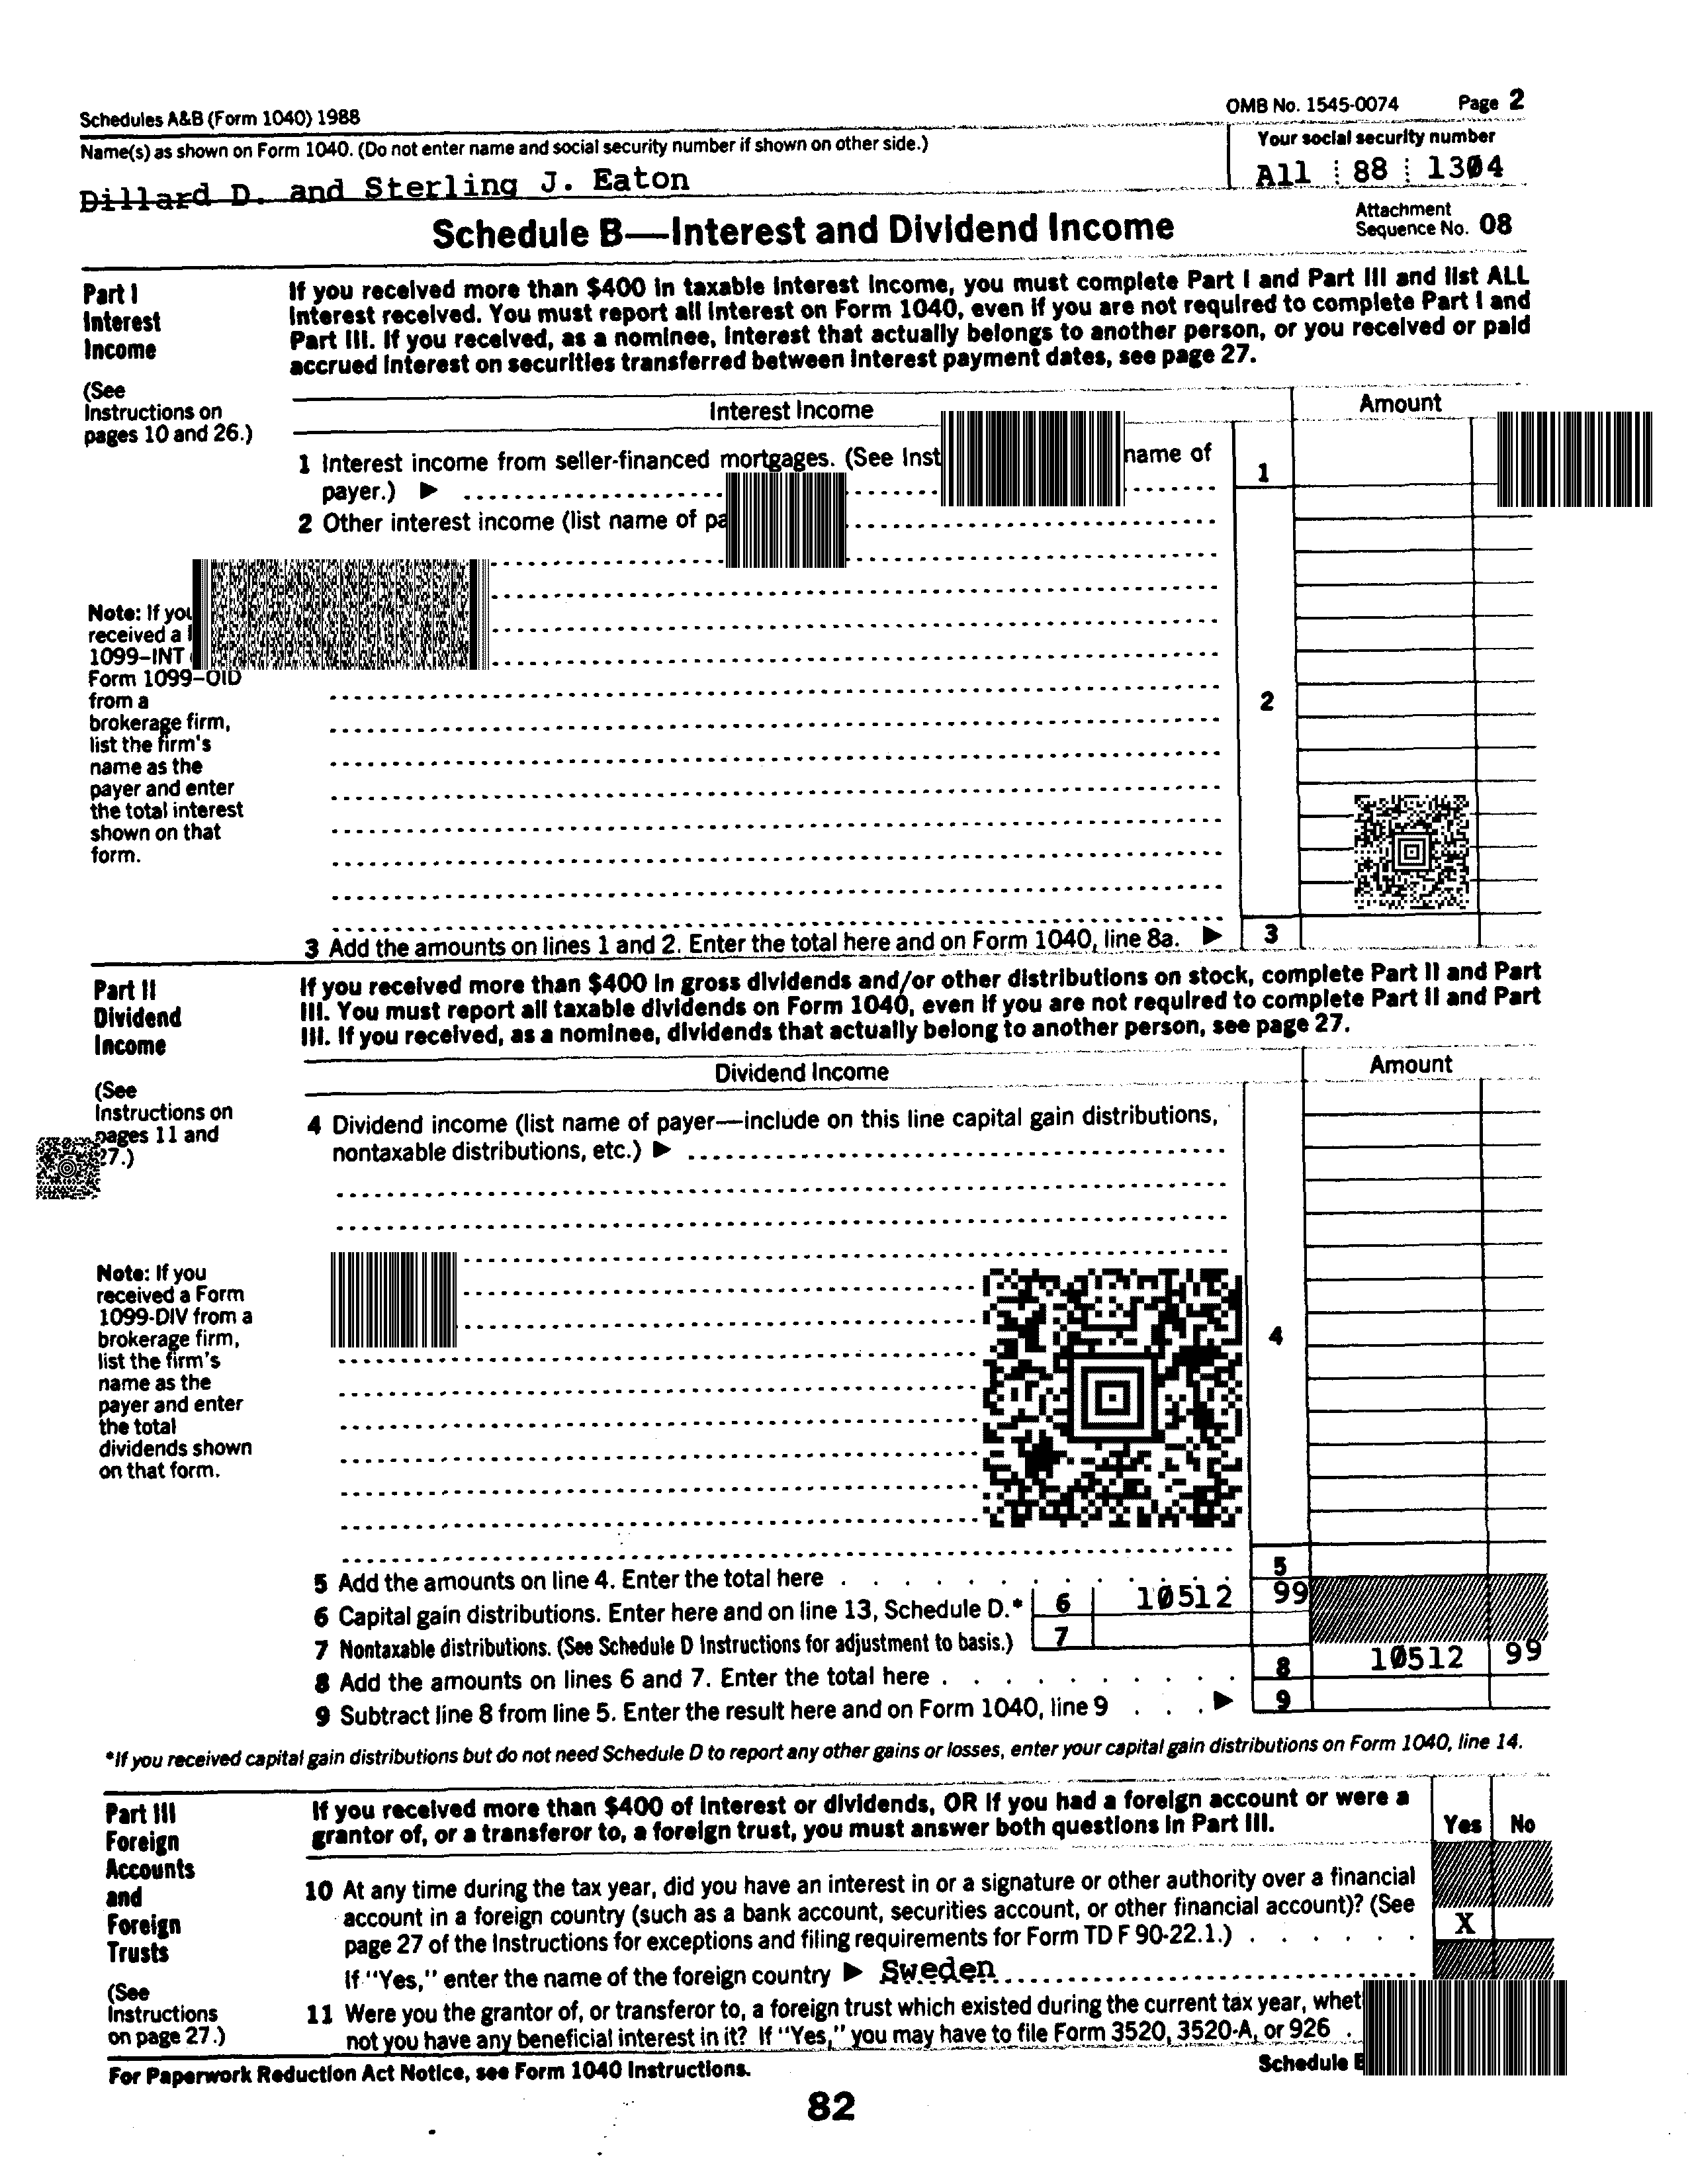 Schedules A&B (Form 1040) 1988
OMB No. 1545-0074 Page 2
Name(s) as shown on Form 1040. (Do not enter name and social security number if shown on other side.)
Your social security number
Dillard D. and Sterling J. Eaton
A11 88 1304
Schedule B—Interest and Dividend Income
Attachment
Sequence No. 08
Part I
Interest
Income
(See
Instructions on
pages 10 and 26.)
If you received more than $400 in taxable interest income, you must complete Part I and Part III and list ALL
interest received. You must report all interest on Form 1040, even if you are not required to complete Part I and
Part III. If you received, as a nominee, interest that actually belongs to another person, or you received or paid
accrued interest on securities transferred between interest payment dates, see page 27.
Interest Income
Amount
1 Interest income from seller-financed mortgages. (See name of
payer.) ▶
1
2 Other interest income (list name of
Note: If you
received a
1099-INT
Form 1099-OID
from a
brokerage firm,
list the firm's
name as the
payer and enter
the total interest
shown on that
form.
2
3 Add the amounts on lines 1 and 2. Enter the total here and on Form 1040, line 8a. ▶ 3
Part II
Dividend
Income
(See
Instructions on
pages 11 and
27.)
If you received more than $400 in gross dividends and/or other distributions on stock, complete Part II and Part
III. You must report all taxable dividends on Form 1040, even if you are not required to complete Part II and Part
III. If you received, as a nominee, dividends that actually belong to another person, see page 27.
Dividend Income
Amount
4 Dividend income (list name of payer—include on this line capital gain distributions,
nontaxable distributions, etc.) ▶
Note: If you
received a Form
1099-DIV from a
brokerage firm,
list the firm's
name as the
payer and enter
the total
dividends shown
on that form.
4
5 Add the amounts on line 4. Enter the total here 5
6 Capital gain distributions. Enter here and on line 13, Schedule D.* 6 10512 99
7 Nontaxable distributions. (See Schedule D Instructions for adjustment to basis.) 7
8 Add the amounts on lines 6 and 7. Enter the total here 8 10512 99
9 Subtract line 8 from line 5. Enter the result here and on Form 1040, line 9 ▶ 9
*If you received capital gain distributions but do not need Schedule D to report any other gains or losses, enter your capital gain distributions on Form 1040, line 14.
Part III
Foreign
Accounts
and
Foreign
Trusts
(See
Instructions
on page 27.)
If you received more than $400 of interest or dividends, OR if you had a foreign account or were a
grantor of, or a transferor to, a foreign trust, you must answer both questions in Part III.
Yes No
10 At any time during the tax year, did you have an interest in or a signature or other authority over a financial
account in a foreign country (such as a bank account, securities account, or other financial account)? (See
page 27 of the Instructions for exceptions and filing requirements for Form TD F 90-22.1.) X
If "Yes," enter the name of the foreign country ▶ Sweden
11 Were you the grantor of, or transferor to, a foreign trust which existed during the current tax year,
not you have any beneficial interest in it? If "Yes," you may have to file Form 3520, 3520-A, or 926
For Paperwork Reduction Act Notice, see Form 1040 Instructions.
Schedule
82